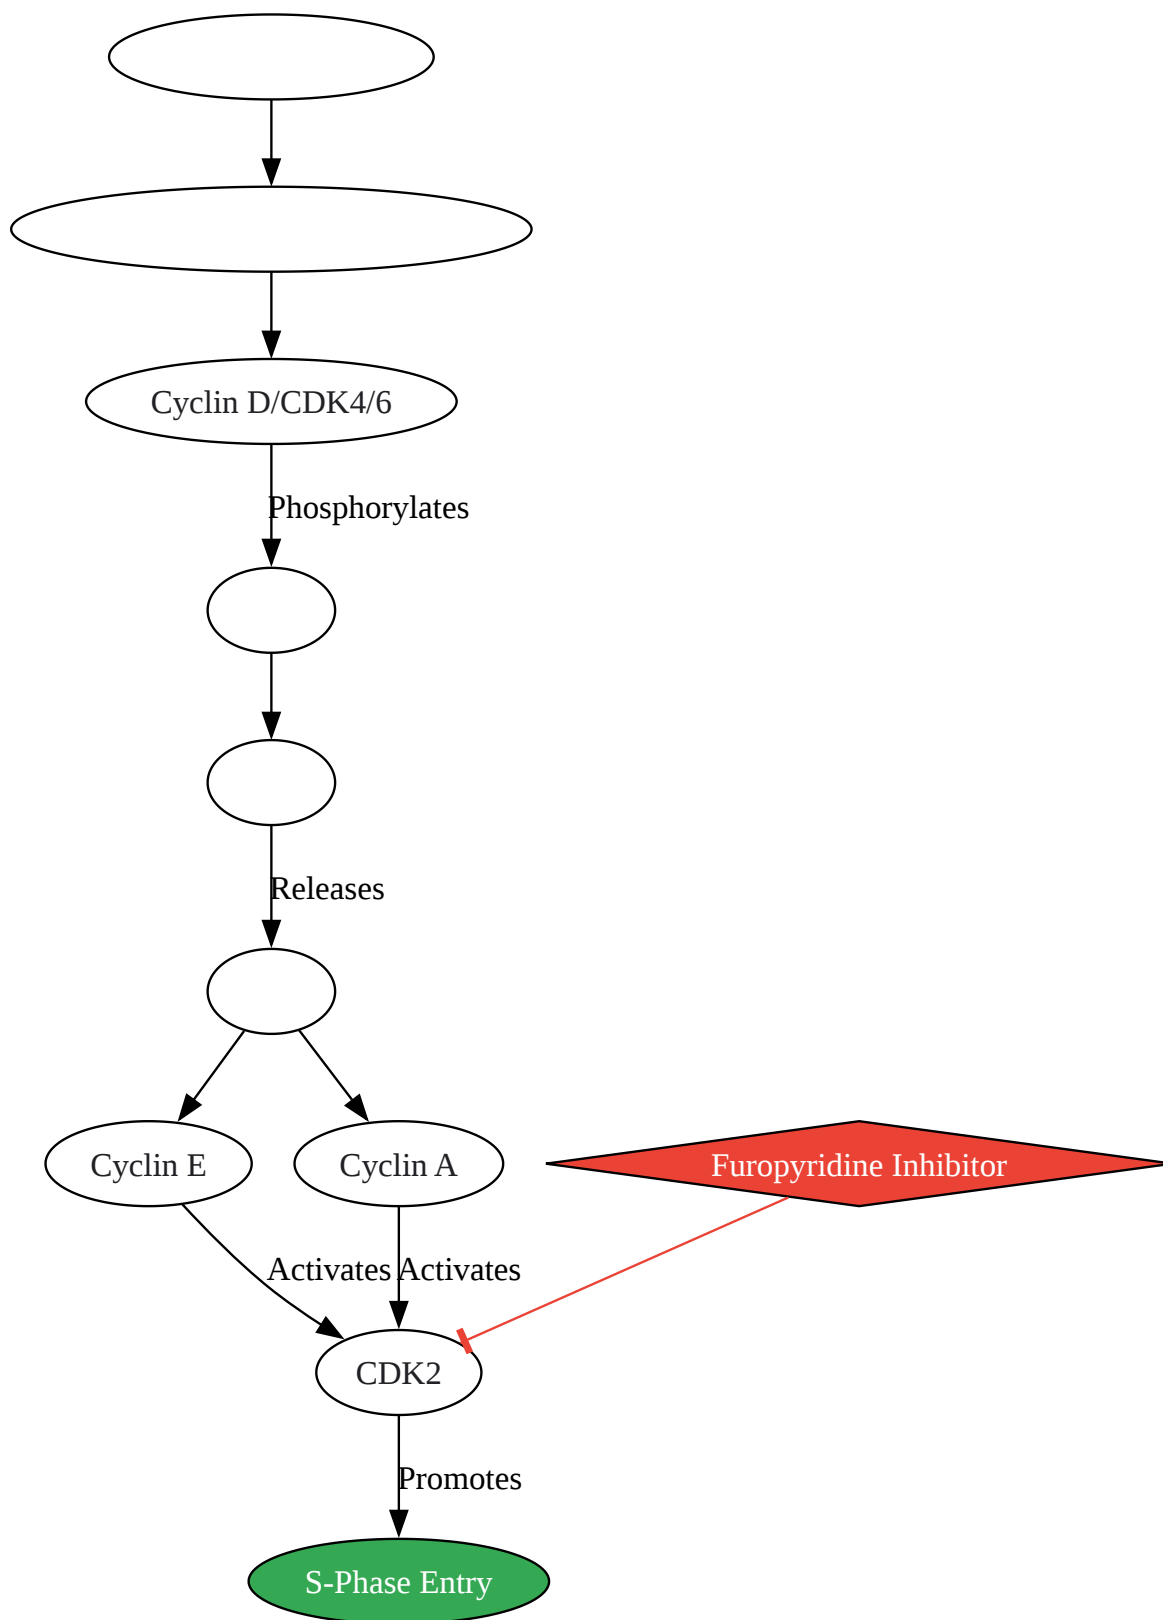 Cyclin D/CDK4/6
Phosphorylates
Releases
Cyclin E
Cyclin A
Furopyridine Inhibitor
Activates
Activates
CDK2
Promotes
S-Phase Entry